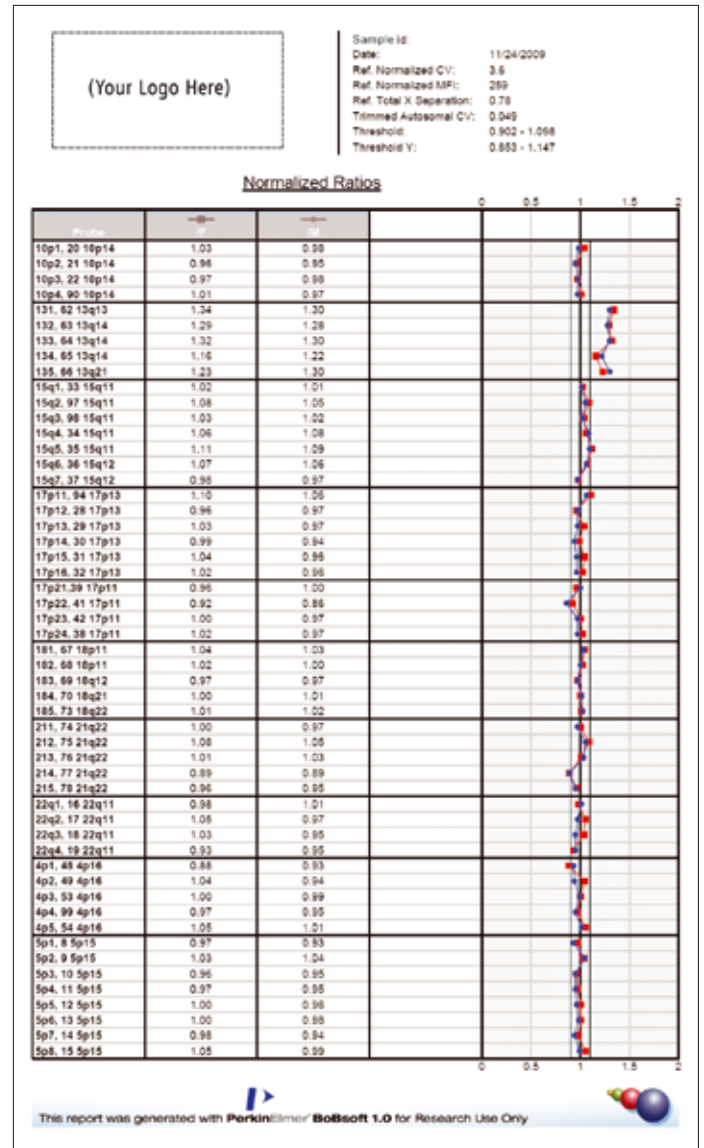 (Your Logo Here)
Sample Id:
Date: 11/24/2009
Ref. Normalized CV: 3.6
Ref. Normalized MFI: 259
Ref. Total X Separation: 0.78
Trimmed Autosomal CV: 0.049
Threshold: 0.902 - 1.098
Threshold Y: 0.853 - 1.147
Normalized Ratios
0 0.5 1 1.5 2
Probe /F /M
10p1, 20 10p14 1.03 0.98
10p2, 21 10p14 0.96 0.95
10p3, 22 10p14 0.97 0.98
10p4, 90 10p14 1.01 0.97
131, 62 13q13 1.34 1.30
132, 63 13q14 1.29 1.28
133, 64 13q14 1.32 1.30
134, 65 13q14 1.16 1.22
135, 66 13q21 1.23 1.30
15q1, 33 15q11 1.02 1.01
15q2, 97 15q11 1.08 1.05
15q3, 98 15q11 1.03 1.02
15q4, 34 15q11 1.06 1.08
15q5, 35 15q11 1.11 1.09
15q6, 36 15q12 1.07 1.06
15q7, 37 15q12 0.98 0.97
17p11, 94 17p13 1.10 1.06
17p12, 28 17p13 0.96 0.97
17p13, 29 17p13 1.03 0.97
17p14, 30 17p13 0.99 0.94
17p15, 31 17p13 1.04 0.96
17p16, 32 17p13 1.02 0.96
17p21,39 17p11 0.96 1.00
17p22, 41 17p11 0.92 0.86
17p23, 42 17p11 1.00 0.97
17p24, 38 17p11 1.02 0.97
181, 67 18p11 1.04 1.03
182, 68 18p11 1.02 1.00
183, 69 18q12 0.97 0.97
184, 70 18q21 1.00 1.01
185, 73 18q22 1.01 1.02
211, 74 21q22 1.00 0.97
212, 75 21q22 1.08 1.05
213, 76 21q22 1.01 1.03
214, 77 21q22 0.89 0.89
215, 78 21q22 0.96 0.95
22q1, 16 22q11 0.98 1.01
22q2, 17 22q11 1.05 0.97
22q3, 18 22q11 1.03 0.95
22q4, 19 22q11 0.93 0.95
4p1, 48 4p16 0.88 0.93
4p2, 49 4p16 1.04 0.94
4p3, 53 4p16 1.00 0.99
4p4, 99 4p16 0.97 0.95
4p5, 54 4p16 1.05 1.01
5p1, 8 5p15 0.97 0.93
5p2, 9 5p15 1.03 1.04
5p3, 10 5p15 0.96 0.95
5p4, 11 5p15 0.97 0.95
5p5, 12 5p15 1.00 0.96
5p6, 13 5p15 1.00 0.98
5p7, 14 5p15 0.98 0.94
5p8, 15 5p15 1.05 0.99
0 0.5 1 1.5 2
This report was generated with PerkinElmer BoBsoft 1.0 for Research Use Only